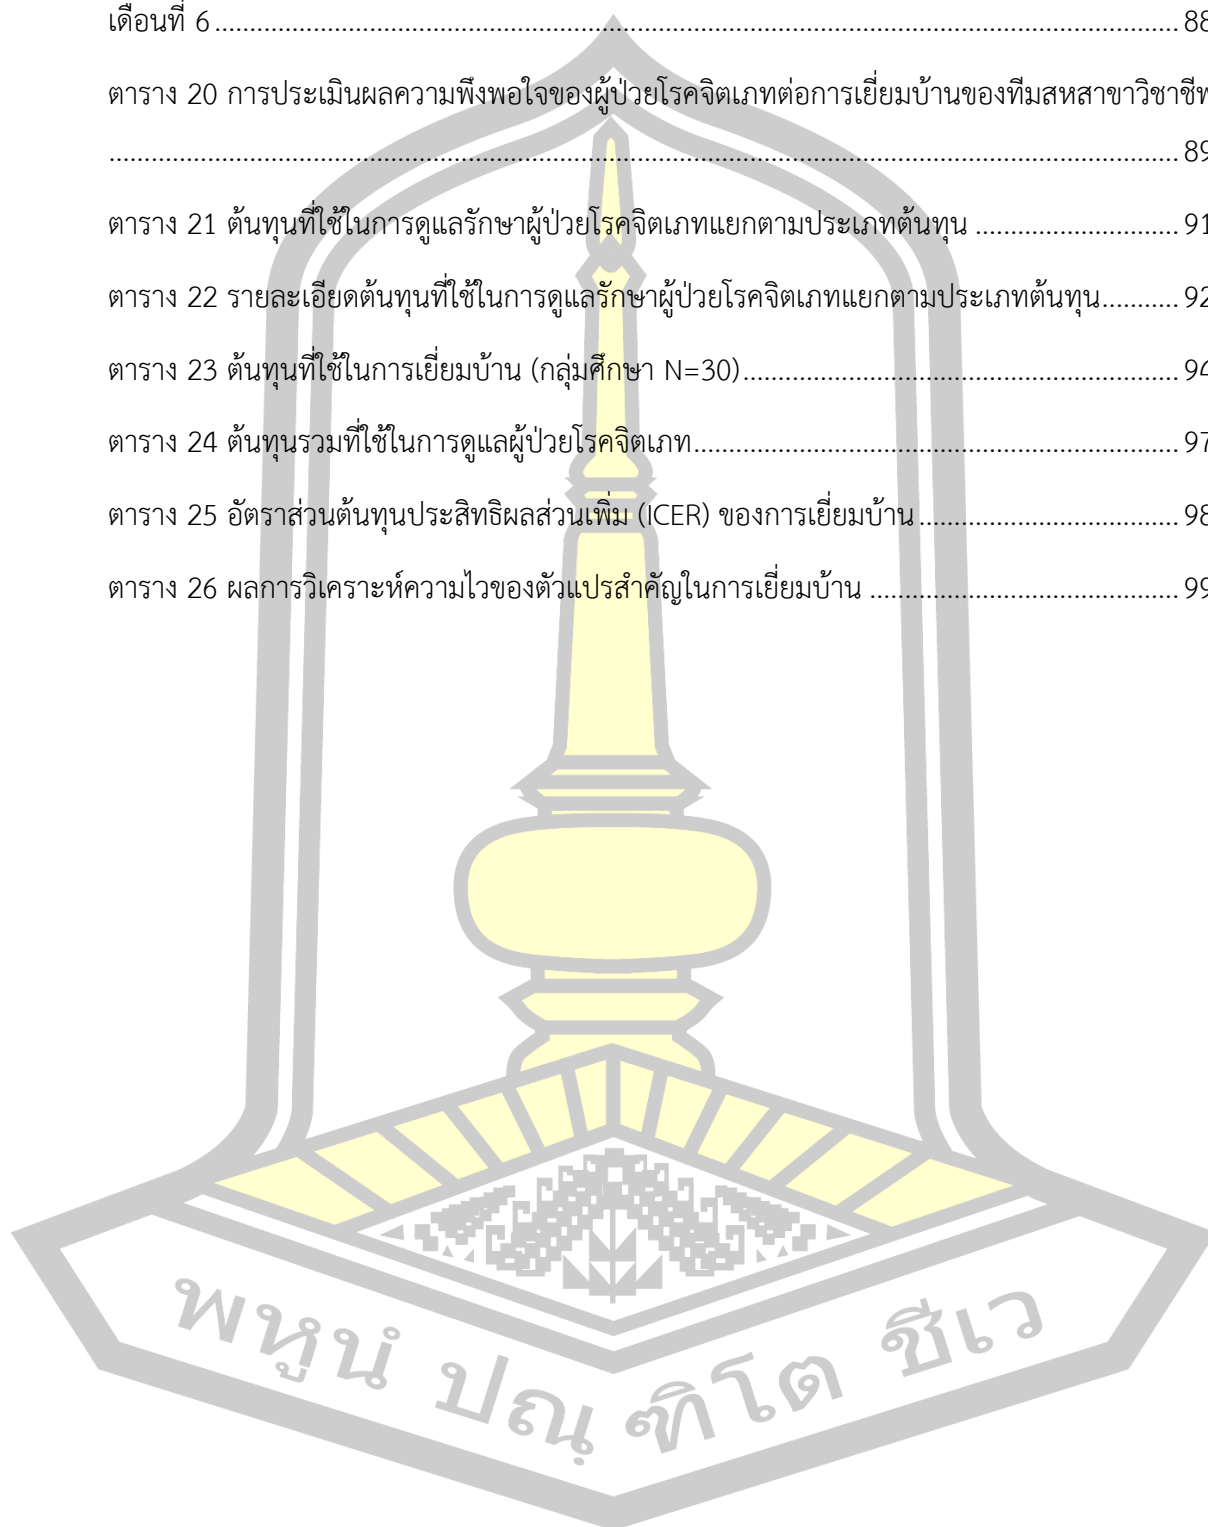 เดือนที่ 6 ........................................................................ 88
ตาราง 20 การประเมินผลความพึงพอใจของผู้ป่วยโรคจิตเภทต่อการเยี่ยมบ้านของทีมสหสาขาวิชาชีพ
........................................................................ 89
ตาราง 21 ต้นทุนที่ใช้ในการดูแลรักษาผู้ป่วยโรคจิตเภทแยกตามประเภทต้นทุน ................................ 91
ตาราง 22 รายละเอียดต้นทุนที่ใช้ในการดูแลรักษาผู้ป่วยโรคจิตเภทแยกตามประเภทต้นทุน........... 92
ตาราง 23 ต้นทุนที่ใช้ในการเยี่ยมบ้าน (กลุ่มศึกษา N=30)........................................................ 94
ตาราง 24 ต้นทุนรวมที่ใช้ในการดูแลผู้ป่วยโรคจิตเภท............................................................ 97
ตาราง 25 อัตราส่วนต้นทุนประสิทธิผลส่วนเพิ่ม (ICER) ของการเยี่ยมบ้าน ................................ 98
ตาราง 26 ผลการวิเคราะห์ความไวของตัวแปรสำคัญในการเยี่ยมบ้าน ........................................ 99
พหูนํ ปณฺฑิโต ชีเว